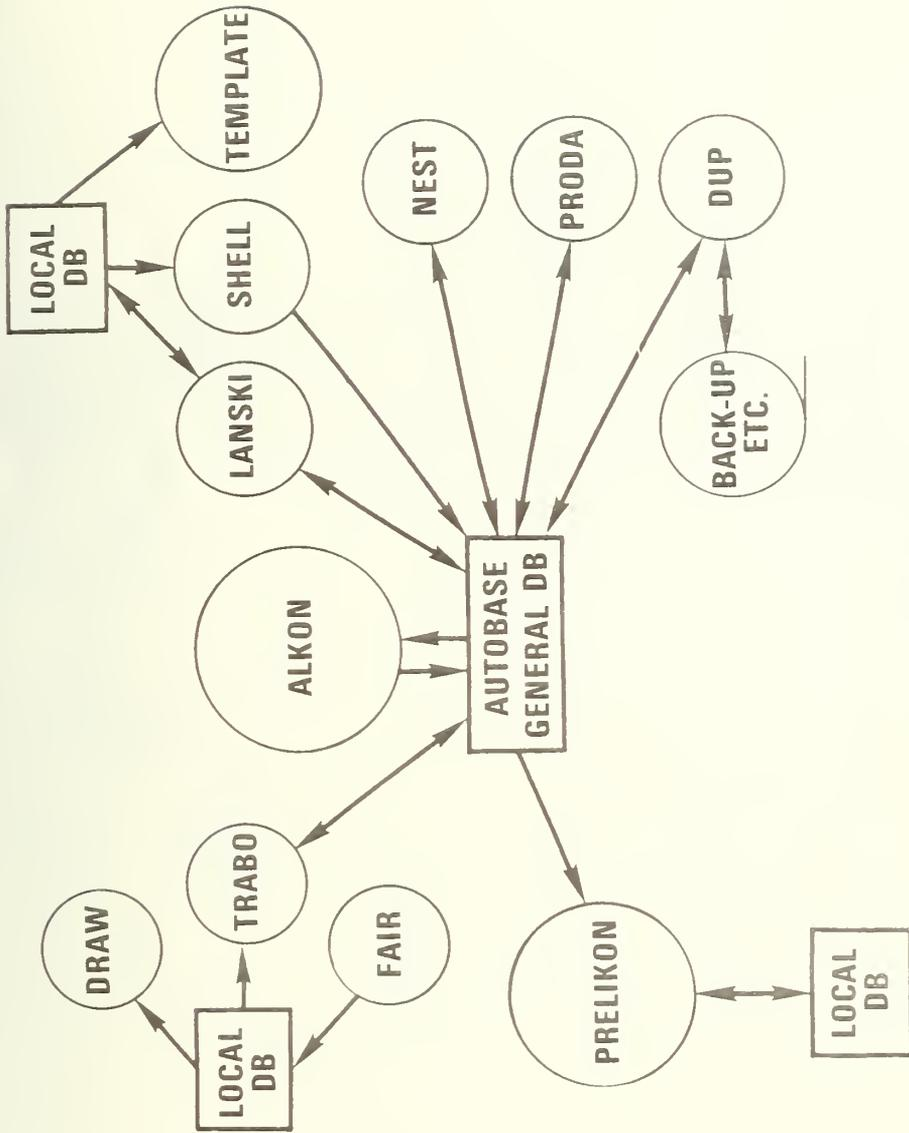 LOCAL
DB
DRAW
LOCAL
DB
TRABO
LANSKI
SHELL
TEMPLATE
ALKON
FAIR
NEST
AUTOBASE
GENERAL DB
PRODA
PRELIKON
BACK-UP
ETC.
DUP
LOCAL
DB